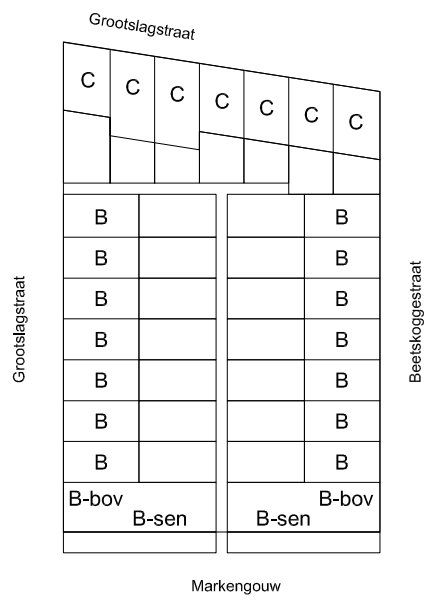 Grootslagstraat
C C C C C C C
B B
B B
B B
B B
B B
B B
B B
B-bov B-bov
B-sen B-sen
Grootslagstraat
Beetskoggestraat
Markengouw